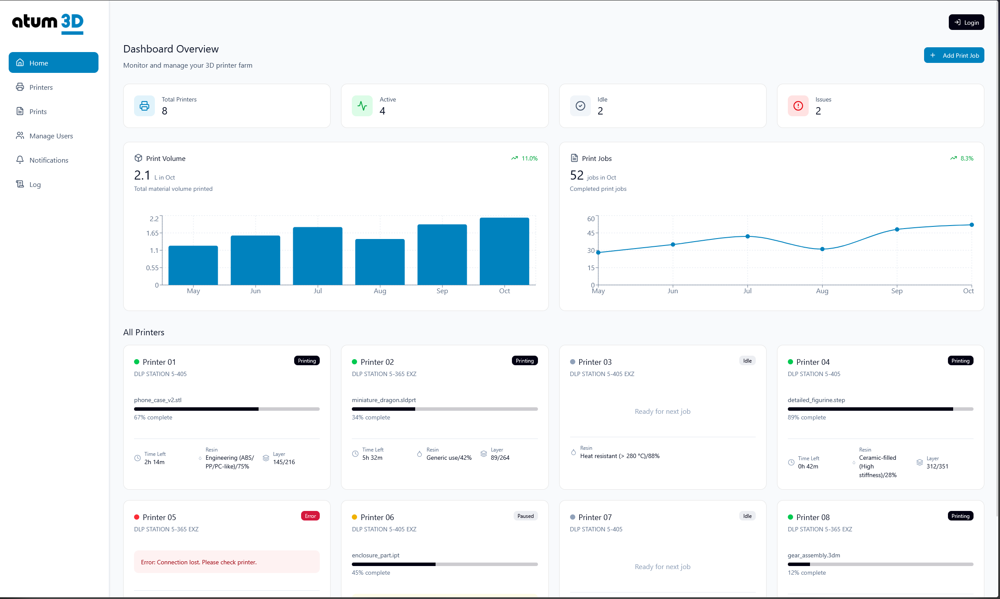 atum 3D
Login
Home
Printers
Prints
Manage Users
Notifications
Log
Dashboard Overview
Monitor and manage your 3D printer farm
Add Print Job
Total Printers
8
Active
4
Idle
2
Issues
2
Print Volume
11.0%
2.1 L in Oct
Total material volume printed
2.2
1.65
1.1
0.55
0
May Jun Jul Aug Sep Oct
Print Jobs
8.3%
52 jobs in Oct
Completed print jobs
60
45
30
15
0
May Jun Jul Aug Sep Oct
All Printers
Printer 01
Printing
DLP STATION 5-405
phone_case_v2.stl
67% complete
Time Left
2h 14m
Resin
Engineering (ABS/
PP/PC-like)/75%
Layer
145/216
Printer 02
Printing
DLP STATION 5-365 EXZ
miniature_dragon.sldprt
34% complete
Time Left
5h 32m
Resin
Generic use/42%
Layer
89/264
Printer 03
Idle
DLP STATION 5-405 EXZ
Ready for next job
Resin
Heat resistant (> 280 °C)/88%
Printer 04
Printing
DLP STATION 5-405
detailed_figurine.step
89% complete
Time Left
0h 42m
Resin
Ceramic-filled
(High
stiffness)/28%
Layer
312/351
Printer 05
Error
DLP STATION 5-365 EXZ
Error: Connection lost. Please check printer.
Printer 06
Paused
DLP STATION 5-405 EXZ
enclosure_part.ipt
45% complete
Printer 07
Idle
DLP STATION 5-405
Ready for next job
Printer 08
Printing
DLP STATION 5-365 EXZ
gear_assembly.3dm
12% complete